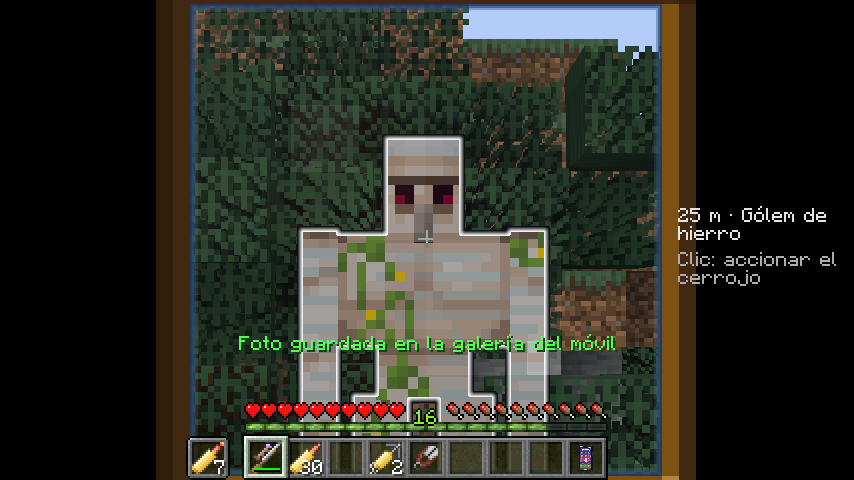 25 m · Gólem de
hierro
Clic: accionar el
cerrojo
Foto guardada en la galería del móvil
16
7
30
2